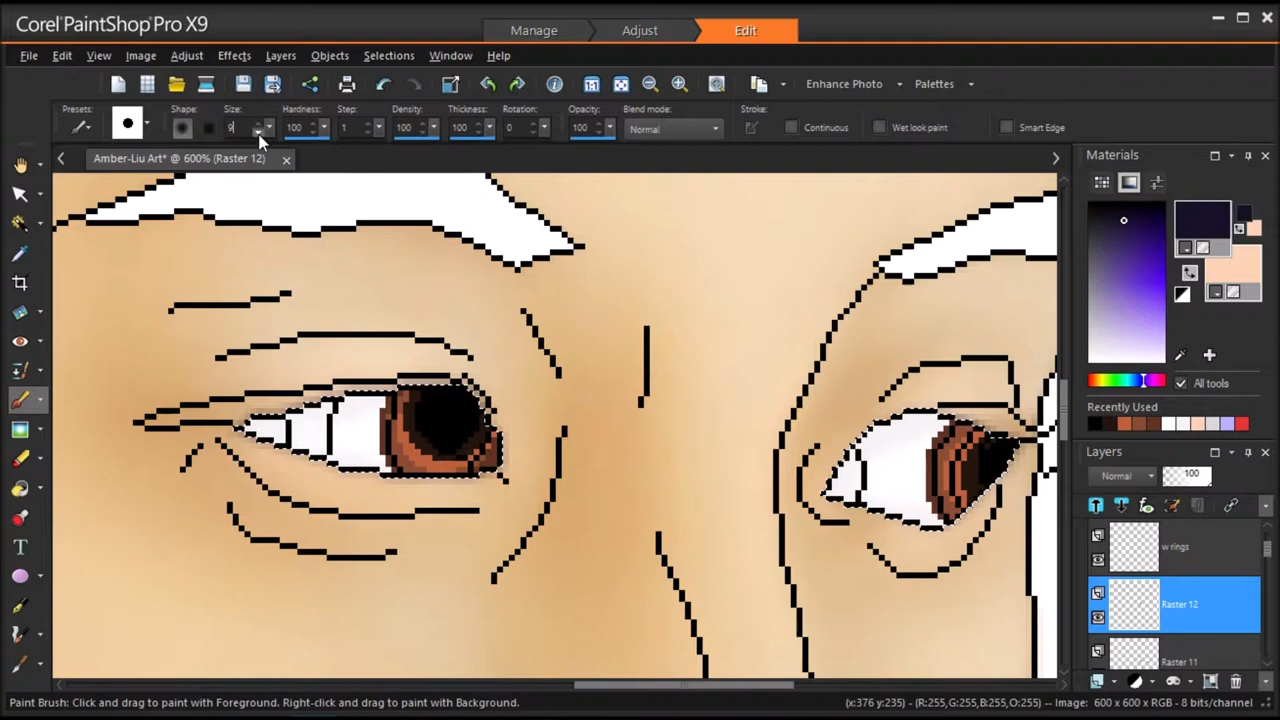 Corel PaintShop Pro X9
Manage Adjust Edit
File Edit View Image Adjust Effects Layers Objects Selections Window Help
Enhance Photo Palettes
Presets: Shape: Size: Hardness: Step: Density: Thickness: Rotation: Opacity: Blend mode: Stroke:
9 100 1 100 100 0 100 Normal Continuous Wet look paint Smart Edge
Amber-Liu Art* @ 600% (Raster 12)
Materials
All tools
Recently Used
Layers
Normal 100
w rings
Raster 12
Raster 11
Paint Brush: Click and drag to paint with Foreground. Right-click and drag to paint with Background.
(x:376 y:235) - (R:255,G:255,B:255,O:255) -- Image: 600 x 600 x RGB - 8 bits/channel